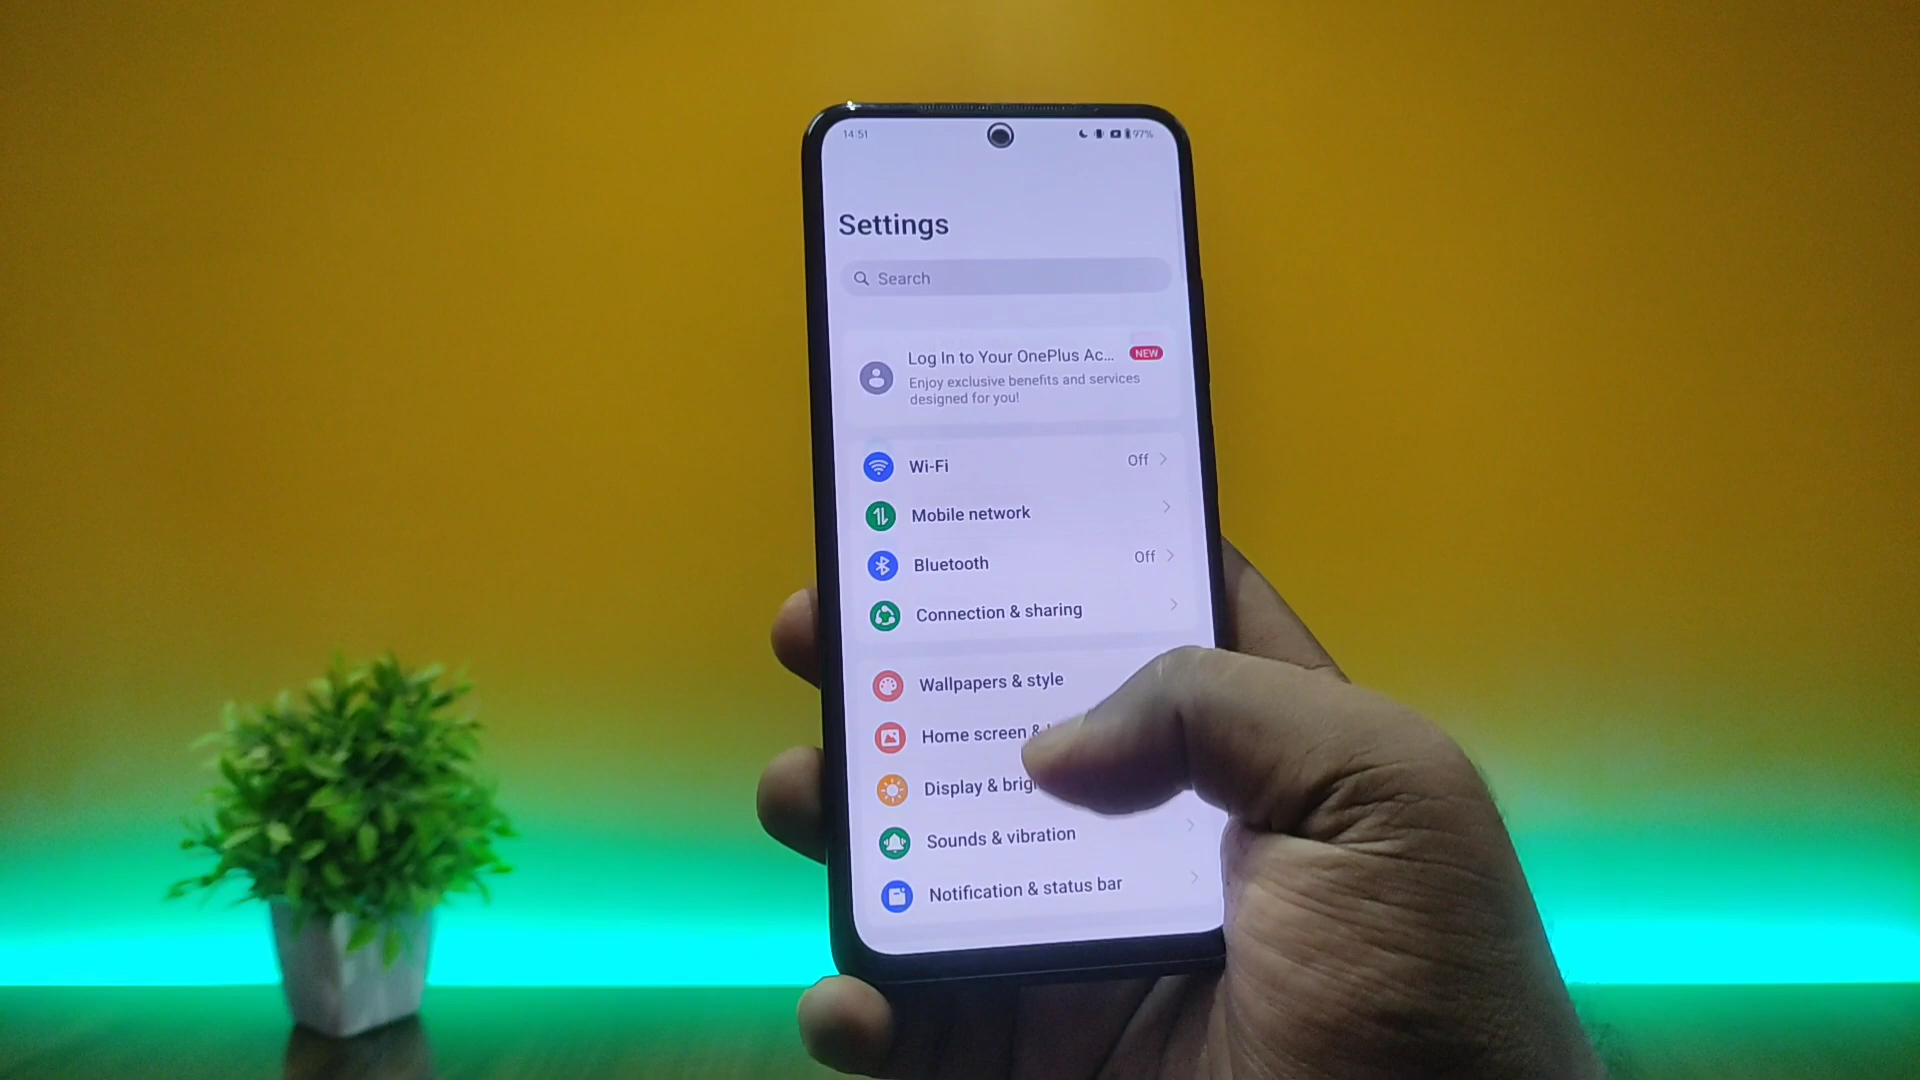 14:51
97%
Settings
Search
Log In to Your OnePlus Ac... NEW
Enjoy exclusive benefits and services
designed for you!
Wi-Fi Off
Mobile network
Bluetooth Off
Connection & sharing
Wallpapers & style
Home screen &
Display &
Sounds & vibration
Notification & status bar